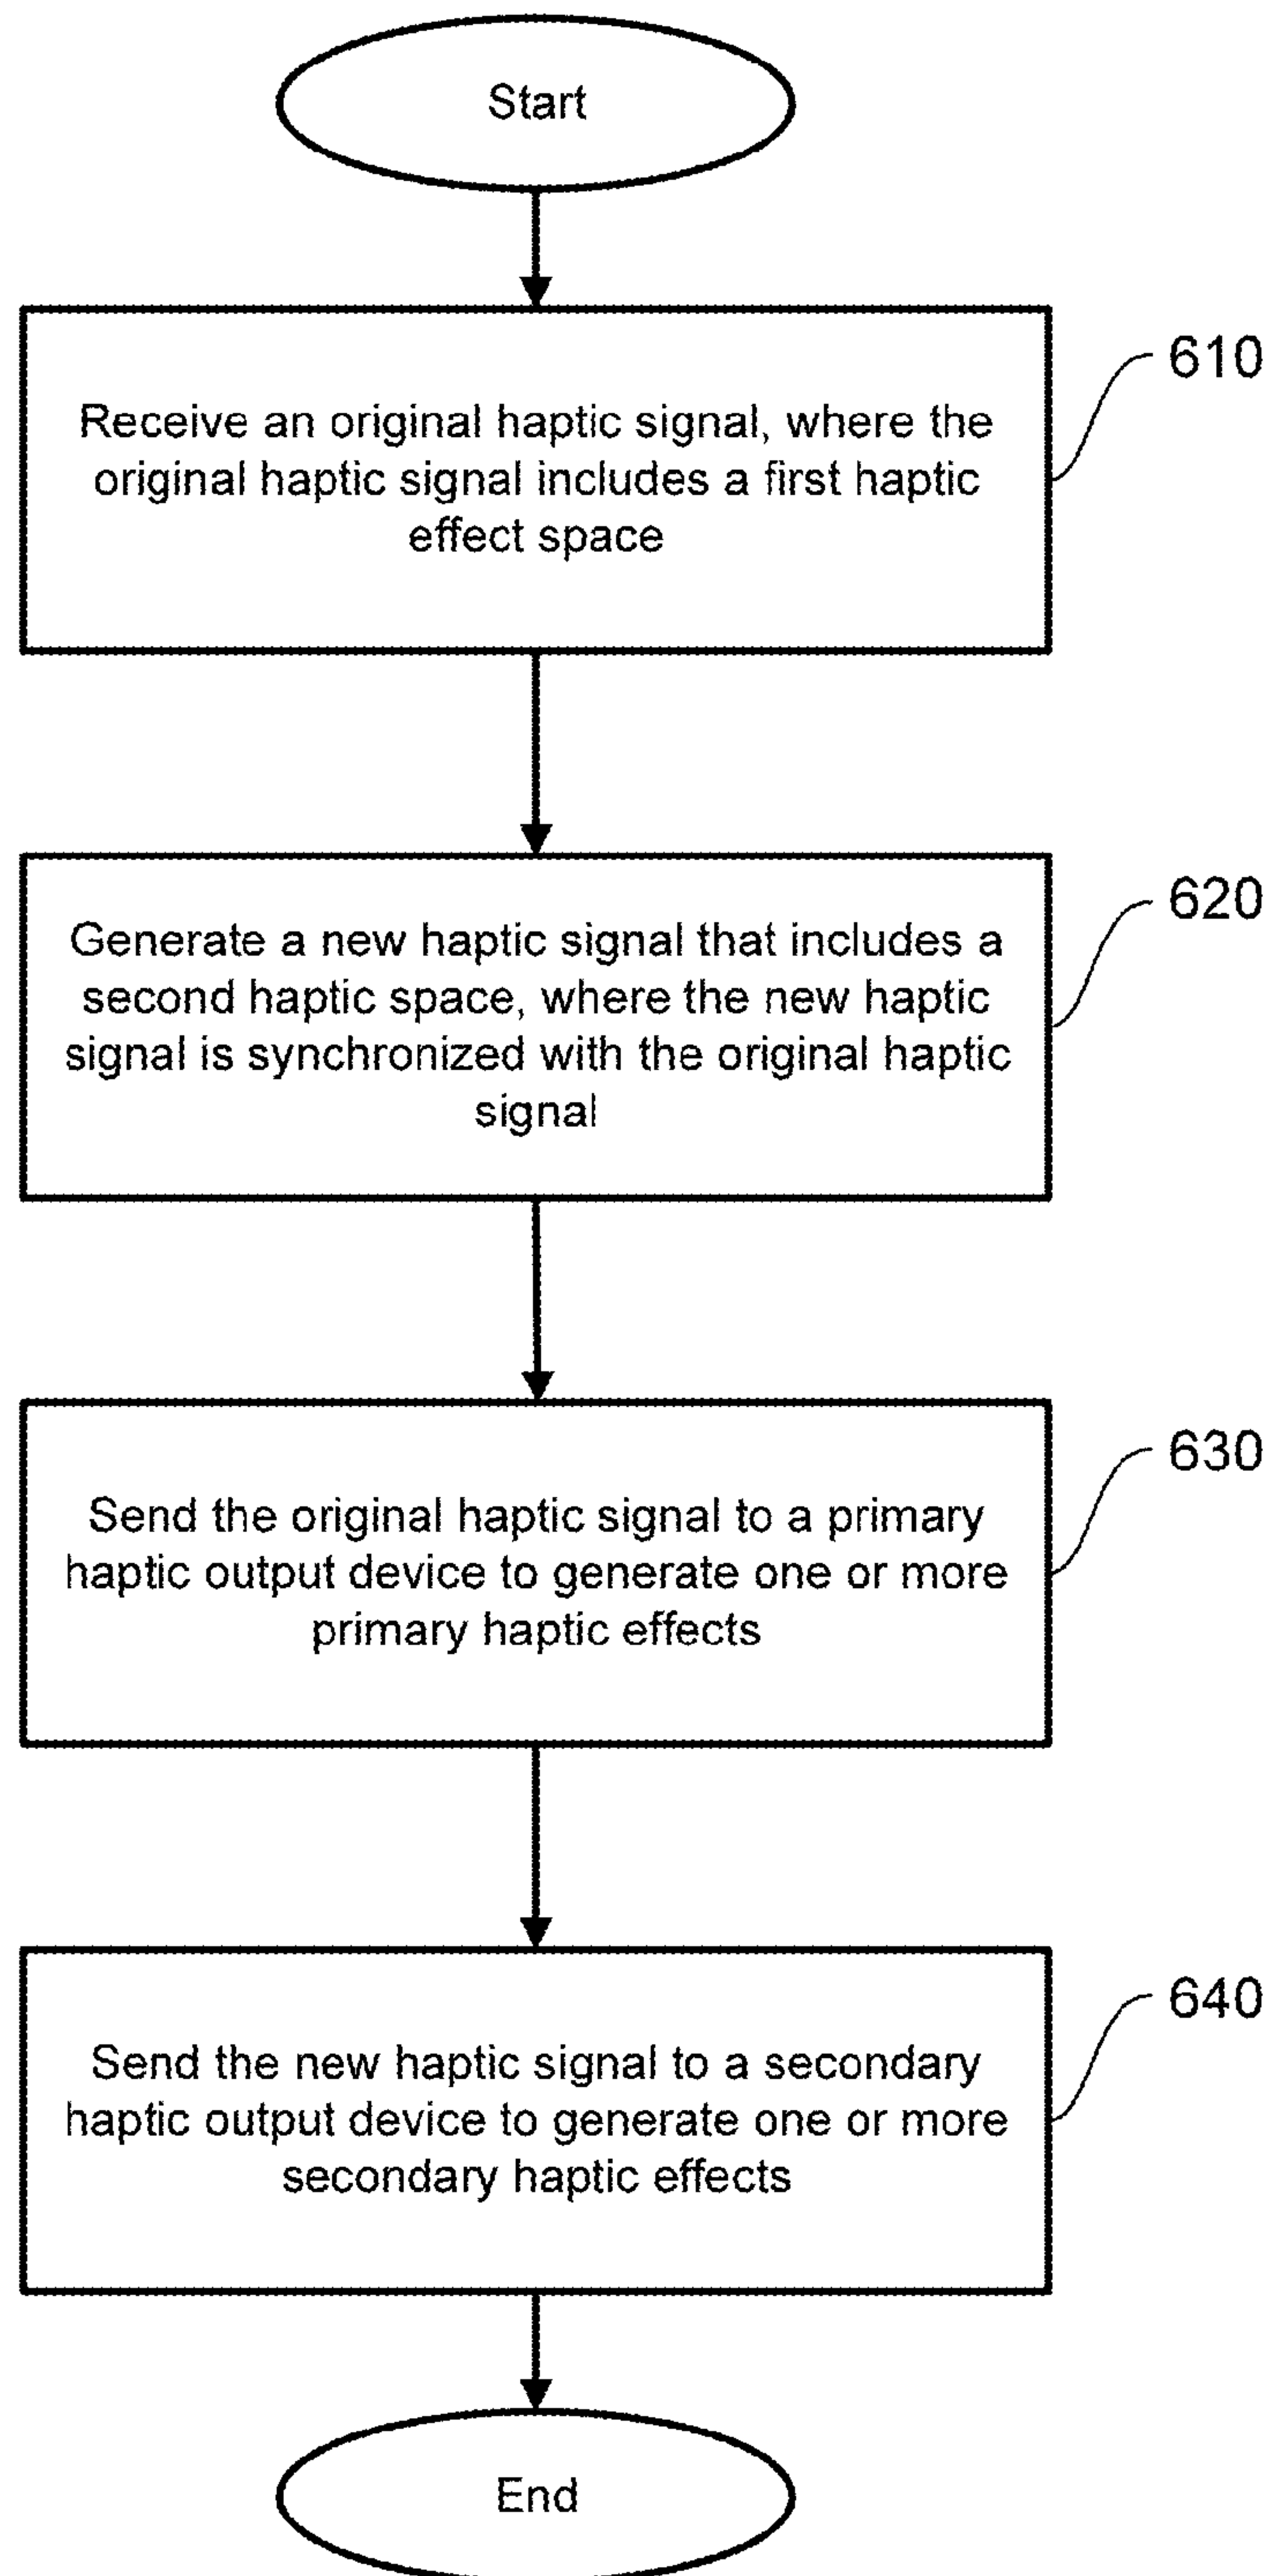 Start
610
Receive an original haptic signal, where the
original haptic signal includes a first haptic
effect space
620
Generate a new haptic signal that includes a
second haptic space, where the new haptic
signal is synchronized with the original haptic
signal
630
Send the original haptic signal to a primary
haptic output device to generate one or more
primary haptic effects
640
Send the new haptic signal to a secondary
haptic output device to generate one or more
secondary haptic effects
End